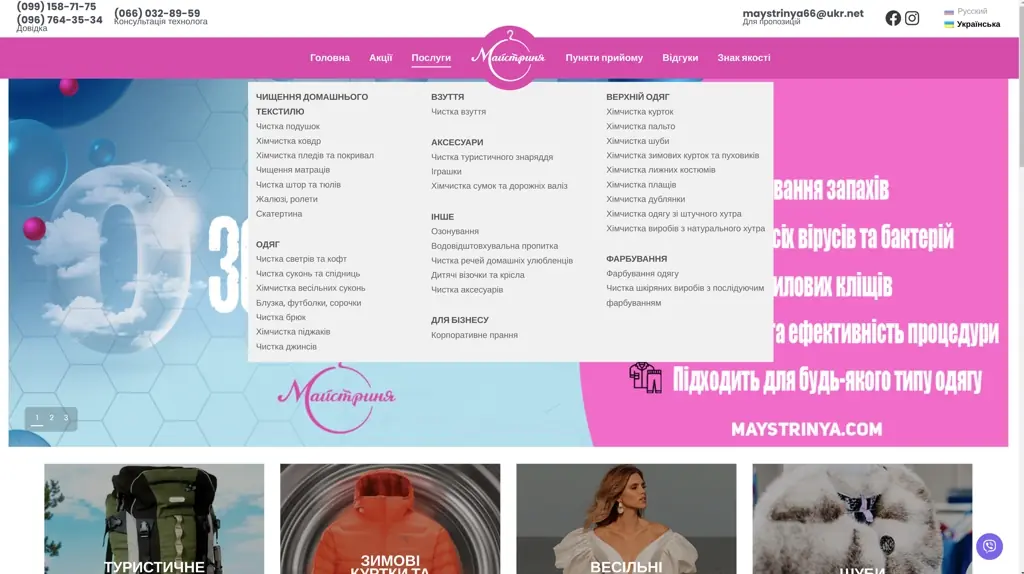 (099) 158-71-75
(096) 764-35-34
Довідка
(066) 032-89-59
Консультація технолога
maystrinya66@ukr.net
Для пропозицій
Русский
Українська
Головна
Акції
Послуги
Майстриня
Пункти прийому
Відгуки
Знак якості
ЧИЩЕННЯ ДОМАШНЬОГО
ТЕКСТИЛЮ
Чистка подушок
Хімчистка ковдр
Хімчистка пледів та покривал
Чищення матраців
Чистка штор та тюлів
Жалюзі, ролети
Скатертина
ОДЯГ
Чистка светрів та кофт
Чистка суконь та спідниць
Хімчистка весільних суконь
Блузка, футболки, сорочки
Чистка брюк
Хімчистка піджаків
Чистка джинсів
ВЗУТТЯ
Чистка взуття
АКСЕСУАРИ
Чистка туристичного знаряддя
Іграшки
Хімчистка сумок та дорожніх валіз
ІНШЕ
Озонування
Водовідштовхувальна пропитка
Чистка речей домашніх улюбленців
Дитячі візочки та крісла
Чистка аксесуарів
ДЛЯ БІЗНЕСУ
Корпоративне прання
ВЕРХНІЙ ОДЯГ
Хімчистка курток
Хімчистка пальто
Хімчистка шуби
Хімчистка зимових курток та пуховиків
Хімчистка лижних костюмів
Хімчистка плащів
Хімчистка дублянки
Хімчистка одягу зі штучного хутра
Хімчистка виробів з натурального хутра
ФАРБУВАННЯ
Фарбування одягу
Чистка шкіряних виробів з послідуючим
фарбуванням
вання запахів
сіх вірусів та бактерій
илових кліщів
та ефективність процедури
Підходить для будь-якого типу одягу
MAYSTRINYA.COM
Майстриня
1 2 3
ТУРИСТИЧНЕ
ЗИМОВІ
КУРТКИ ТА
ВЕСІЛЬНІ
ШУБИ